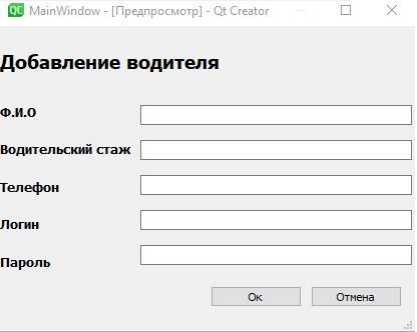 MainWindow - [Предпросмотр] - Qt Creator
Добавление водителя
Ф.И.О
Водительский стаж
Телефон
Логин
Пароль
Ок Отмена